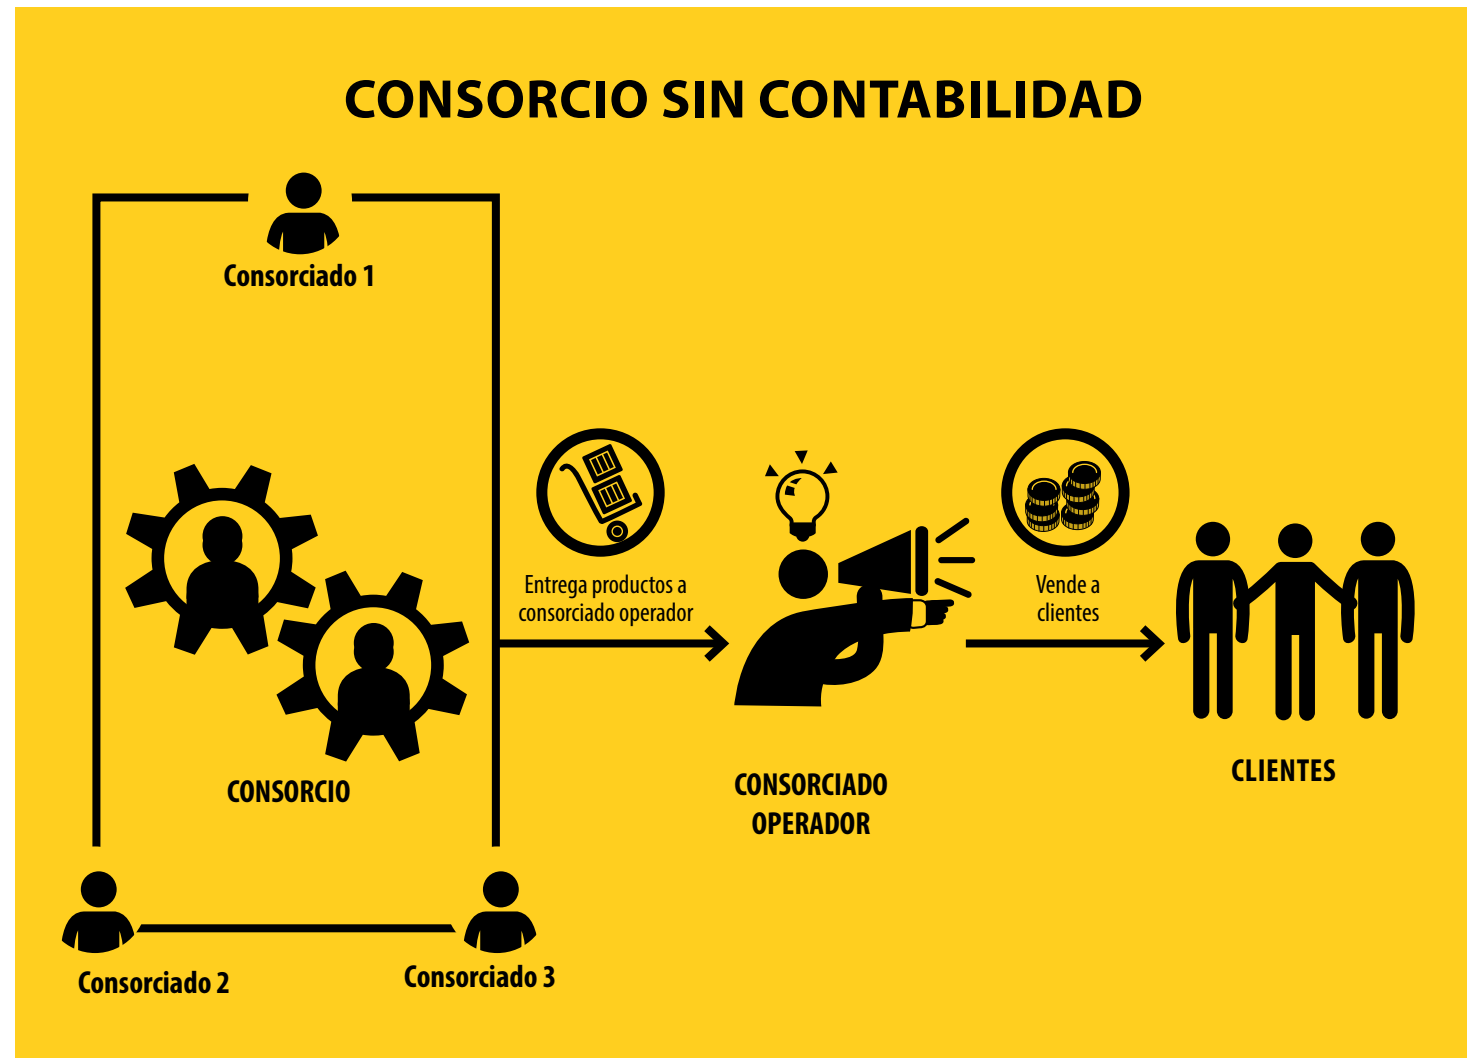 CONSORCIO SIN CONTABILIDAD
Consorciado 1
Entrega productos a
consorciado operador
Vende a
clientes
CONSORCIO
CONSORCIADO
OPERADOR
CLIENTES
Consorciado 2
Consorciado 3